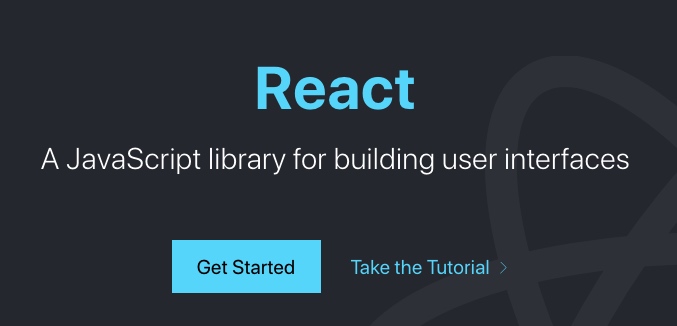 React
A JavaScript library for building user interfaces
Get Started
Take the Tutorial >